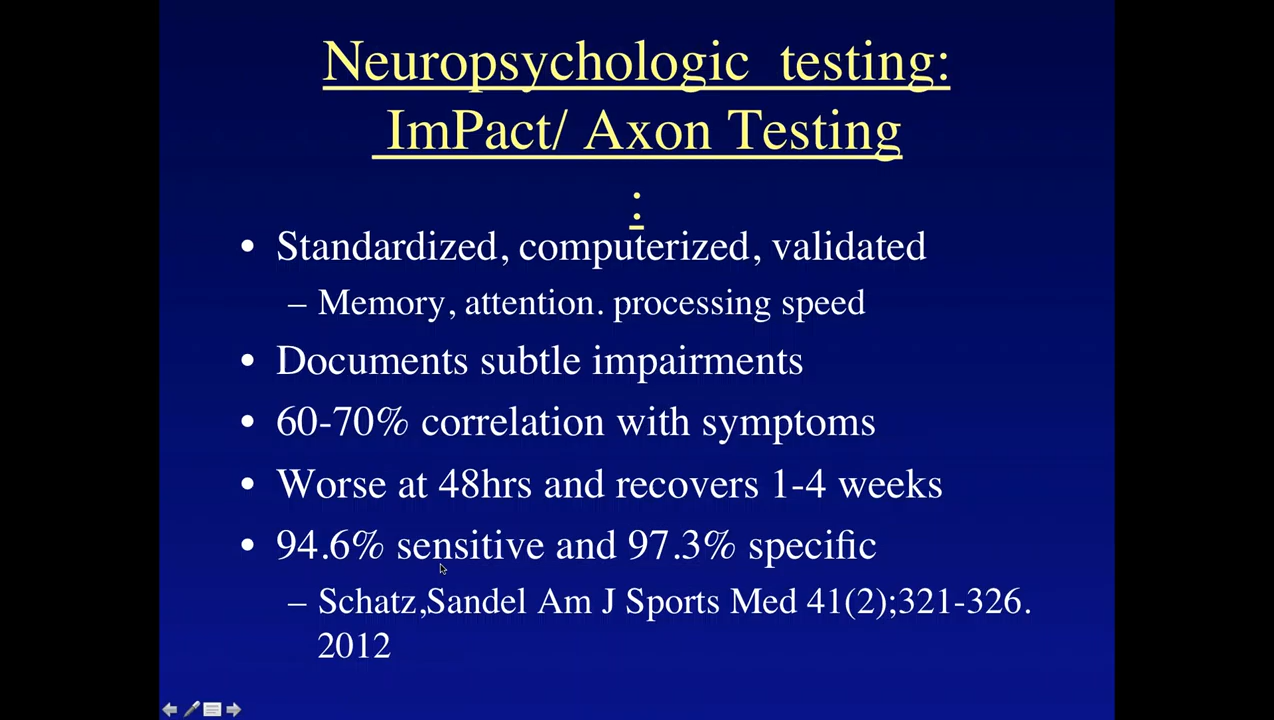 Neuropsychologic testing:
ImPact/ Axon Testing
:
• Standardized, computerized, validated
– Memory, attention. processing speed
• Documents subtle impairments
• 60-70% correlation with symptoms
• Worse at 48hrs and recovers 1-4 weeks
• 94.6% sensitive and 97.3% specific
– Schatz,Sandel Am J Sports Med 41(2);321-326.
2012